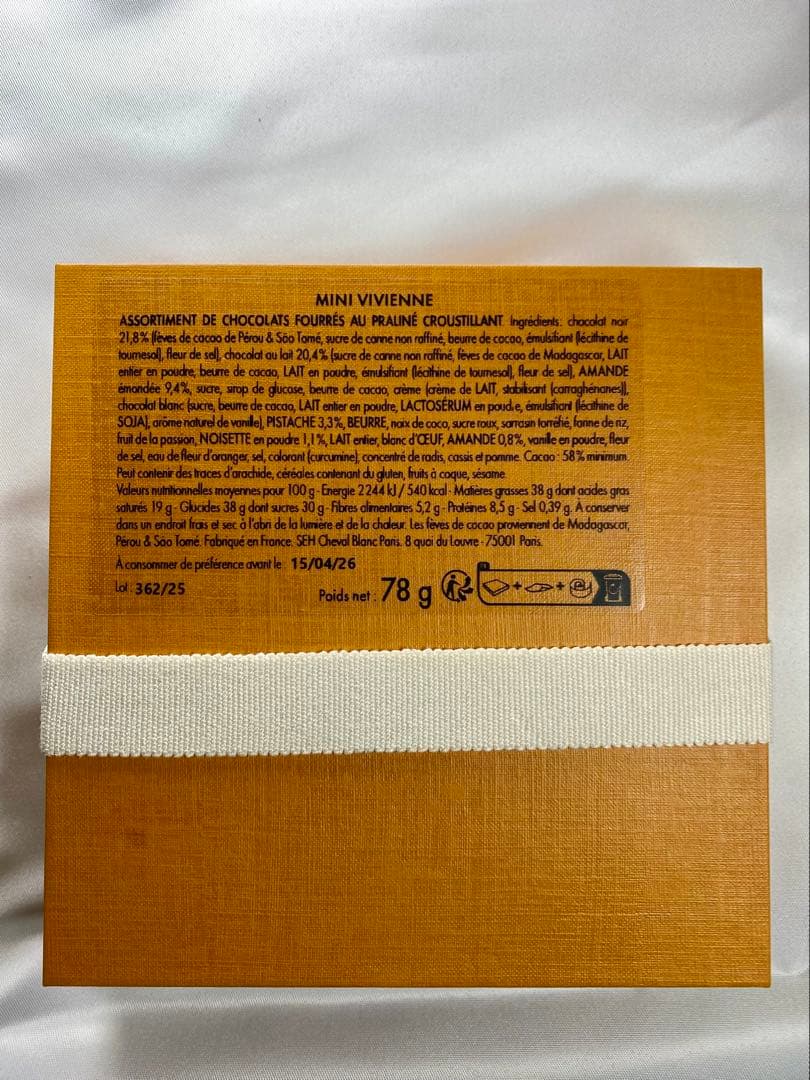 MINI VIVIENNE
ASSORTIMENT DE CHOCOLATS FOURRÉS AU PRALINÉ CROUSTILLANT. Ingrédients: chocolat noir
21,8% (fèves de cacao de Pérou & São Tomé, sucre de canne non raffiné, beurre de cacao, émulsifiant (lécithine de
tournesol), fleur de sel), chocolat au lait 20,4% (sucre de canne non raffiné, fèves de cacao de Madagascar, LAIT
entier en poudre, beurre de cacao, LAIT en poudre, émulsifiant (lécithine de tournesol), fleur de sel), AMANDE
émondée 9,4%, sucre, sirop de glucose, beurre de cacao, crème (crème de LAIT, stabilisant (carraghénanes)),
chocolat blanc (sucre, beurre de cacao, LAIT entier en poudre, LACTOSÉRUM en poudre, émulsifiant (lécithine de
SOJA), arôme naturel de vanille), PISTACHE 3,3%, BEURRE, noix de coco, sucre roux, sarrasin torréfié, farine de riz,
fruit de la passion, NOISETTE en poudre 1,1%, LAIT entier, blanc d'ŒUF, AMANDE 0,8%, vanille en poudre, fleur
de sel, eau de fleur d'oranger, sel, colorant (curcumine), concentré de radis, cassis et pomme. Cacao : 58% minimum.
Peut contenir des traces d'arachide, céréales contenant du gluten, fruits à coque, sésame.
Valeurs nutritionnelles moyennes pour 100 g - Energie 2244 kJ / 540 kcal - Matières grasses 38 g dont acides gras
saturés 19 g - Glucides 38 g dont sucres 30 g - Fibres alimentaires 5,2 g - Protéines 8,5 g - Sel 0,39 g. À conserver
dans un endroit frais et sec à l'abri de la lumière et de la chaleur. Les fèves de cacao proviennent de Madagascar,
Pérou & São Tomé. Fabriqué en France. SEH Cheval Blanc Paris. 8 quai du Louvre - 75001 Paris.
À consommer de préférence avant le : 15/04/26
Lot : 362/25
Poids net : 78 g